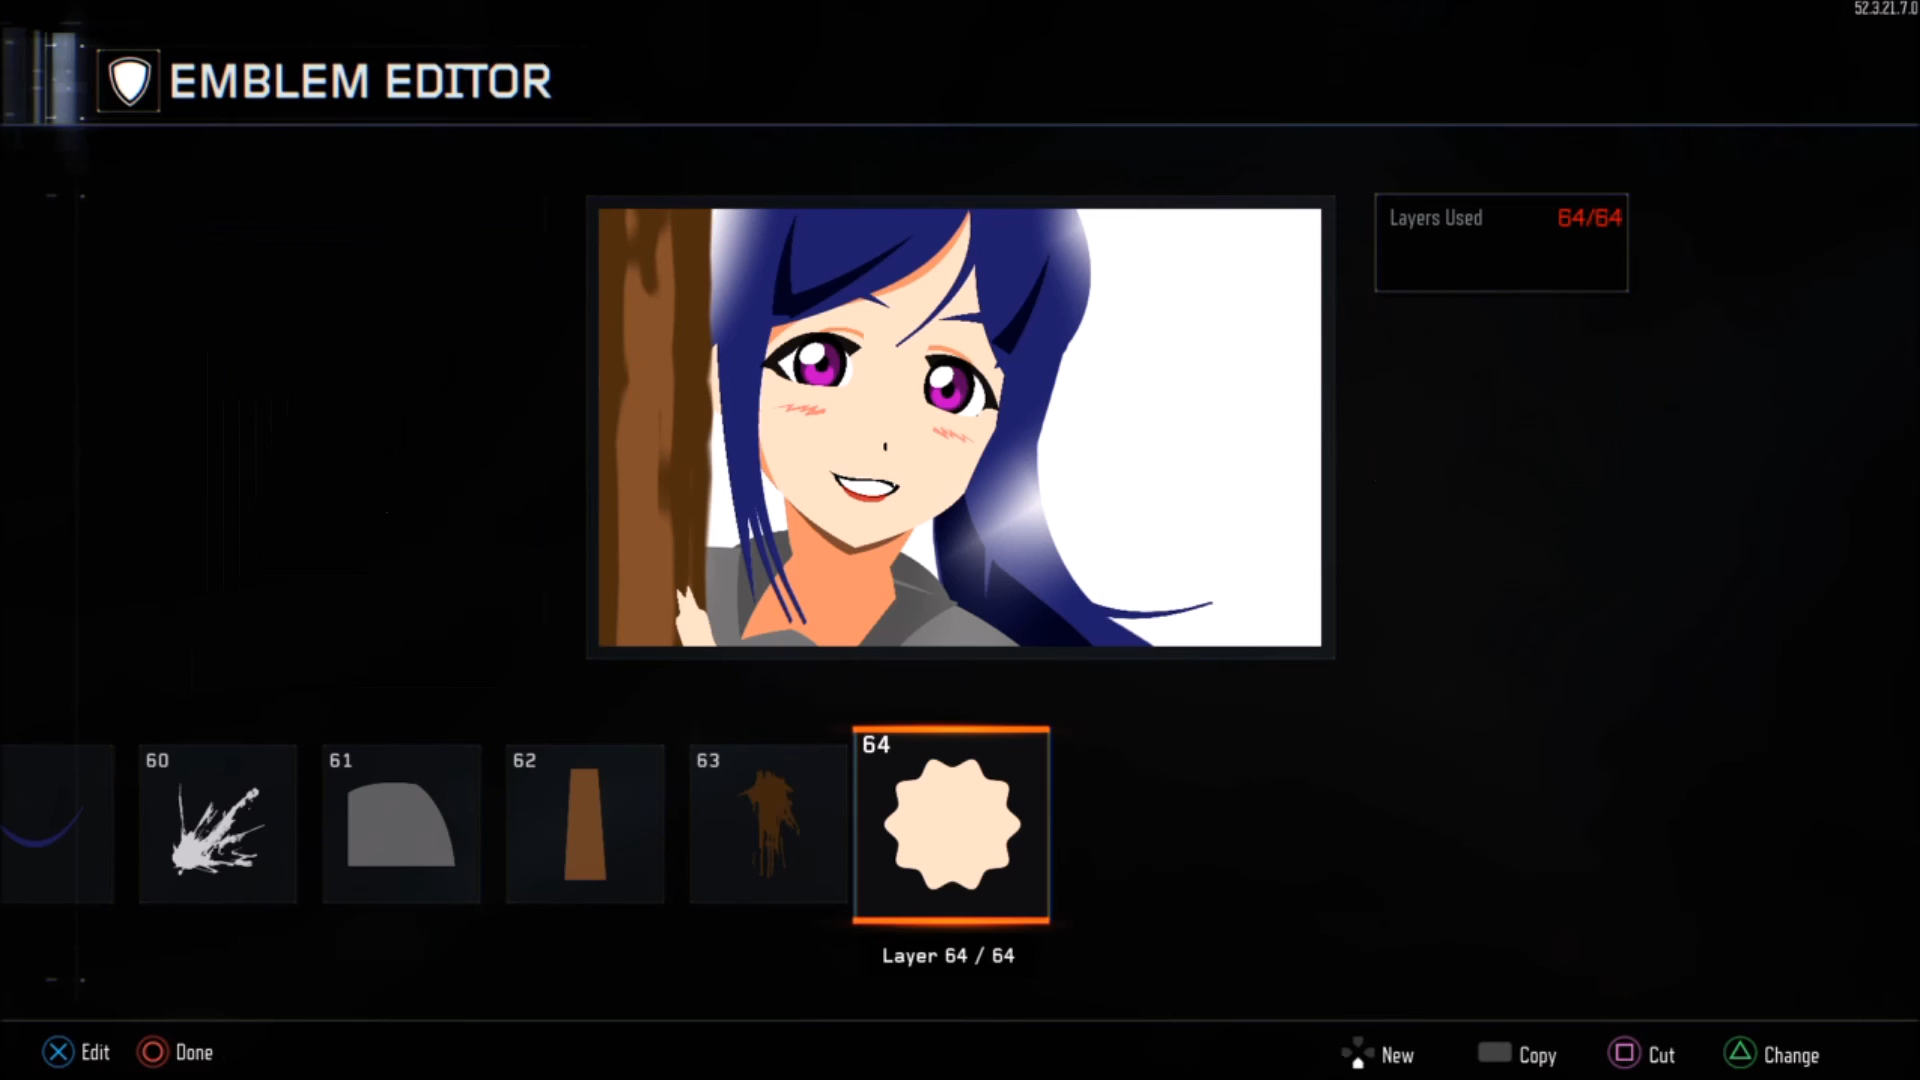 52.3.21.7.0
EMBLEM EDITOR
Layers Used 64/64
60 61 62 63 64
Layer 64 / 64
Edit Done New Copy Cut Change